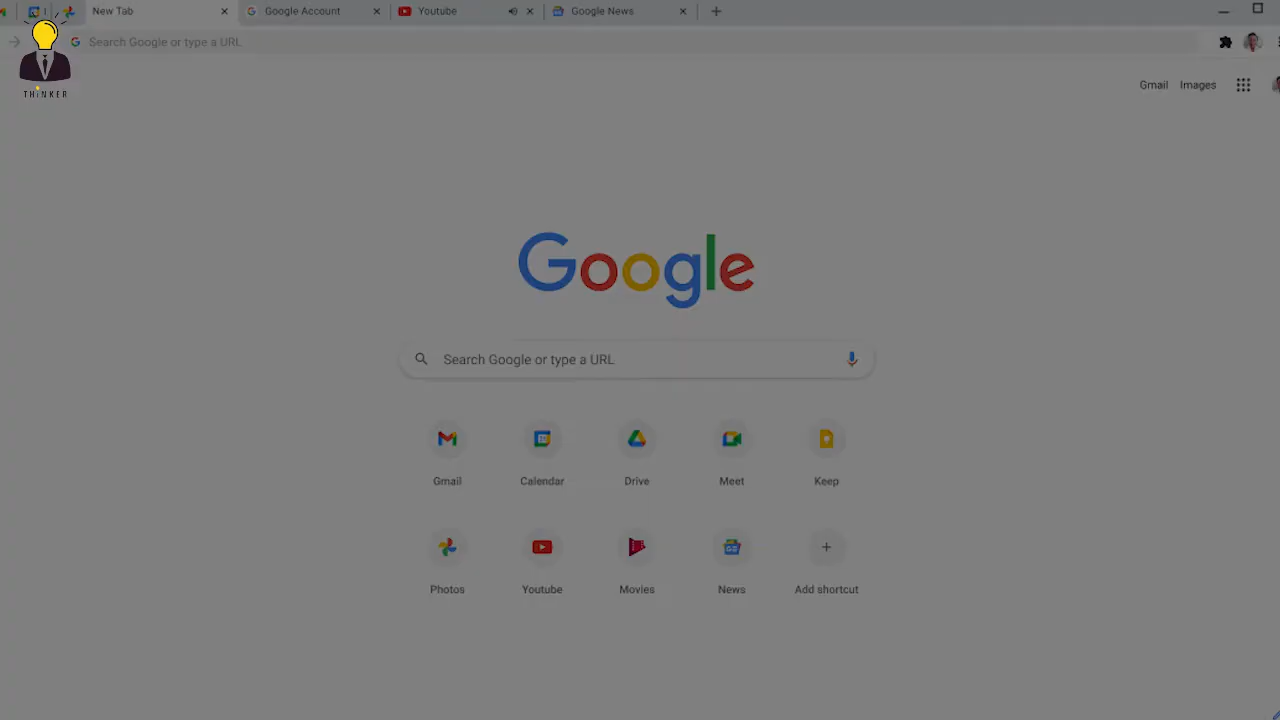 New Tab
Google Account
Youtube
Google News
Search Google or type a URL
THINKER
Gmail
Images
Google
Search Google or type a URL
Gmail
Calendar
Drive
Meet
Keep
Photos
Youtube
Movies
News
Add shortcut